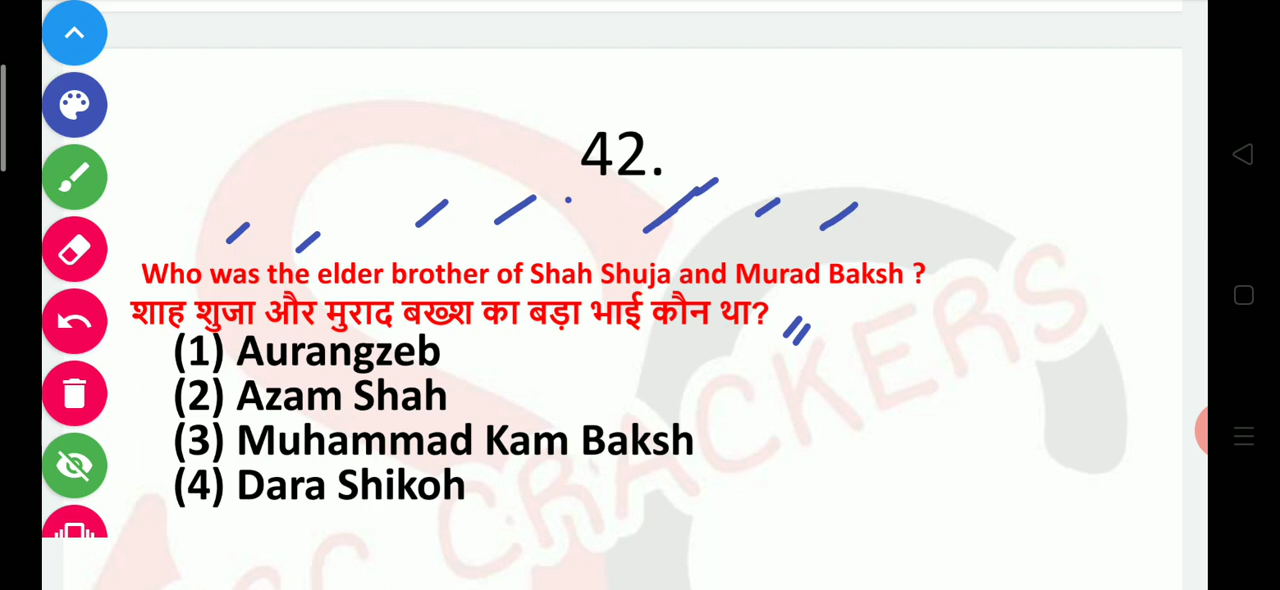 42.
Who was the elder brother of Shah Shuja and Murad Baksh ?
शाह शुजा और मुराद बख्श का बड़ा भाई कौन था?
(1) Aurangzeb
(2) Azam Shah
(3) Muhammad Kam Baksh
(4) Dara Shikoh
CRACKERS